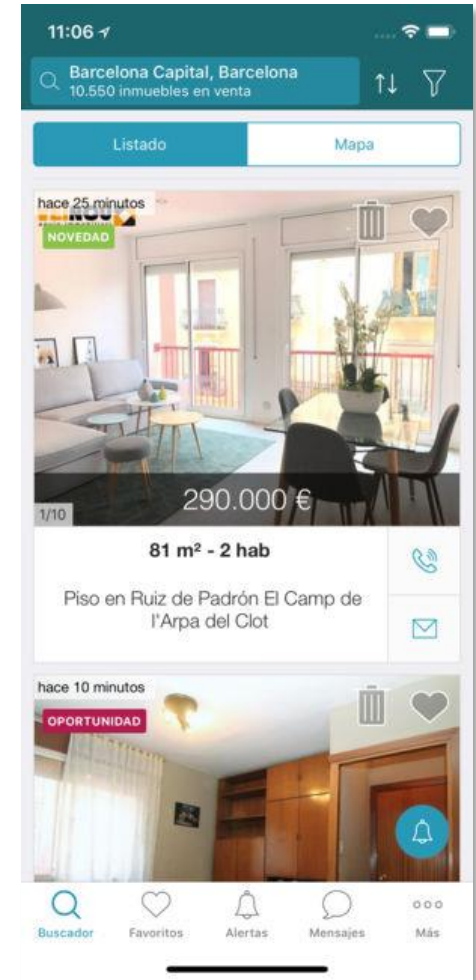 11:06
Barcelona Capital, Barcelona
10.550 inmuebles en venta
Listado
Mapa
hace 25 minutos
NOVEDAD
290.000 €
1/10
81 m² - 2 hab
Piso en Ruiz de Padrón El Camp de
l'Arpa del Clot
hace 10 minutos
OPORTUNIDAD
Buscador
Favoritos
Alertas
Mensajes
Más